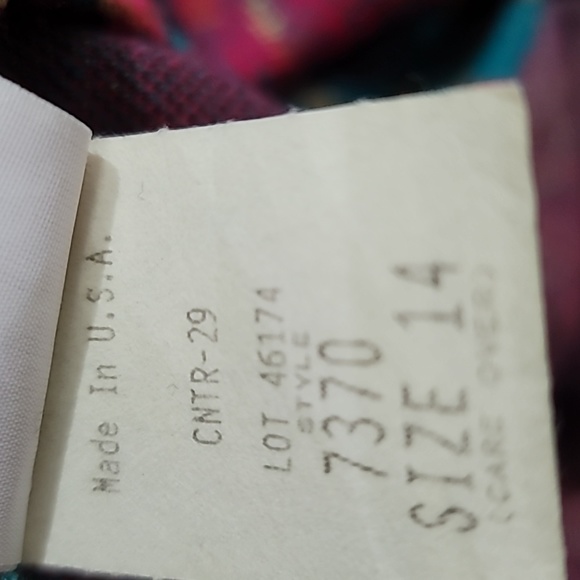 Made In U.S.A.
CNTR-29
LOT 46174
STYLE
7370
SIZE 14
(CARE OVER)